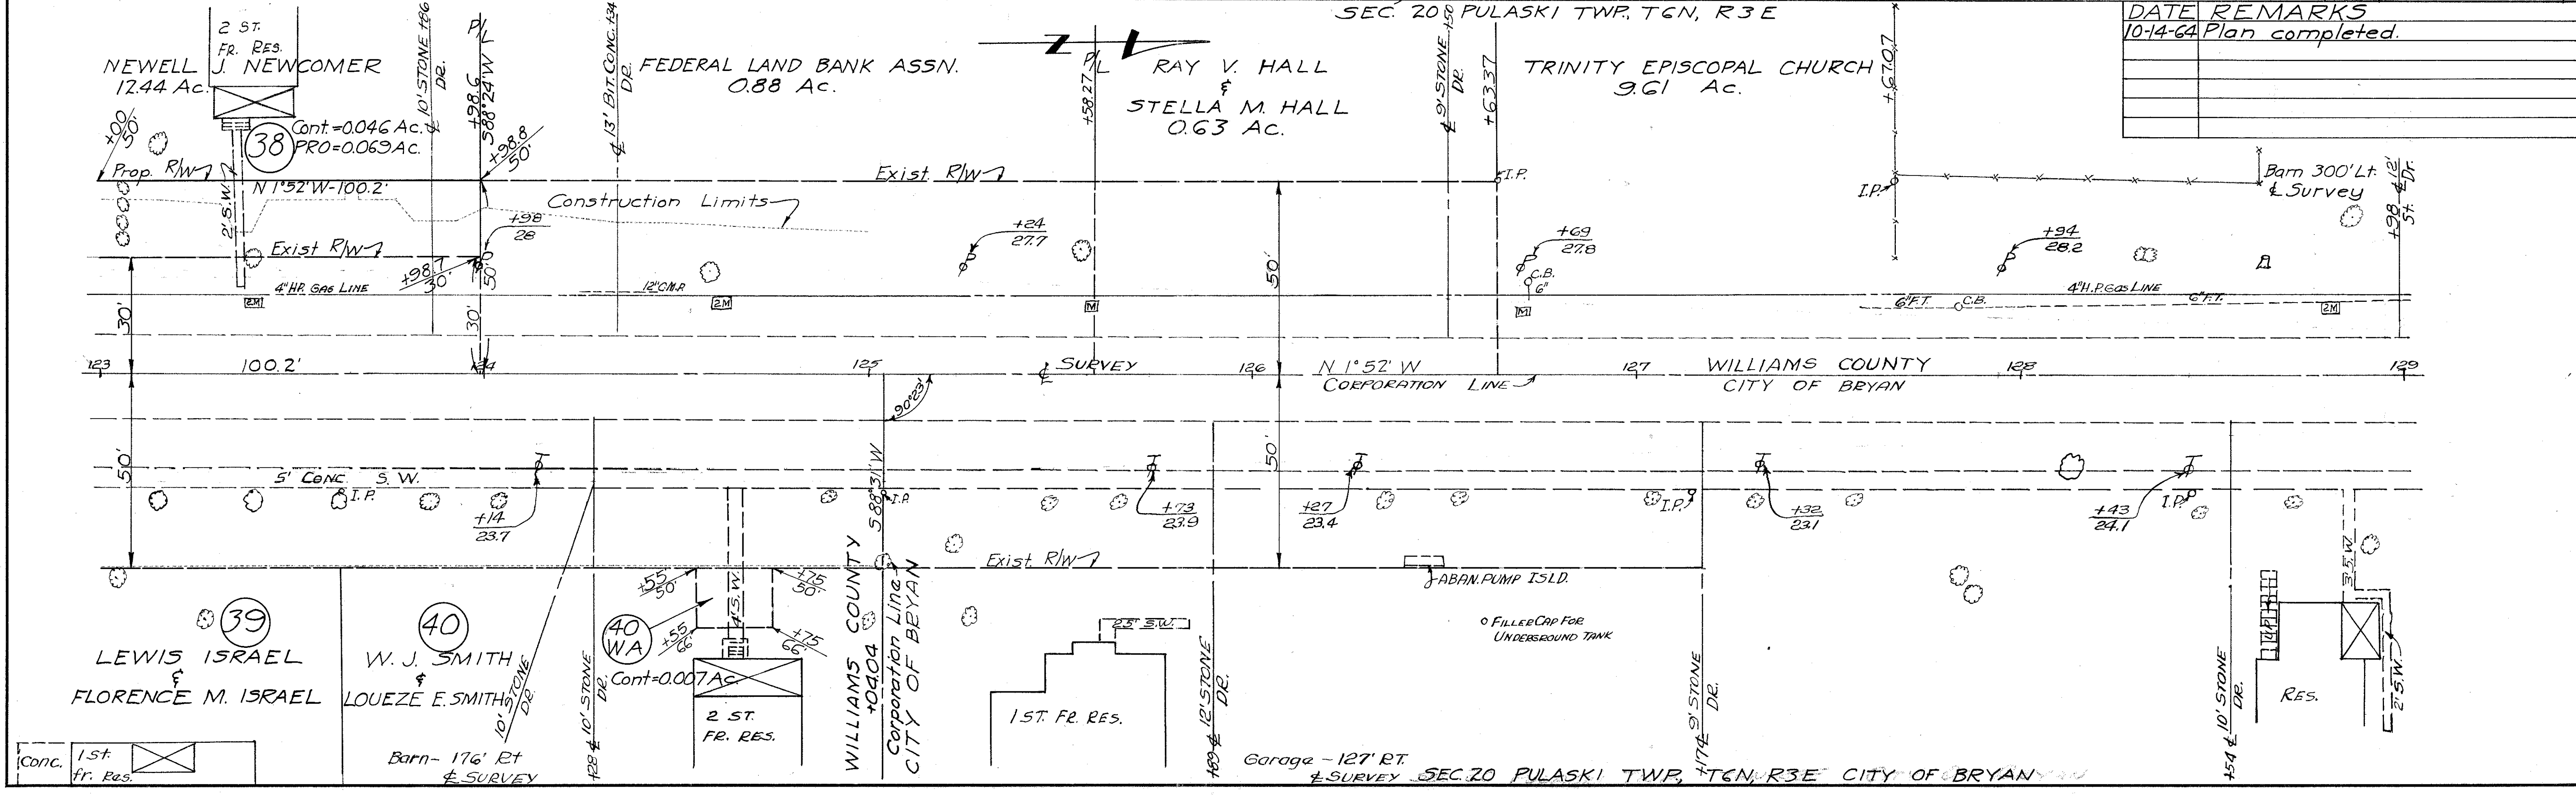 SEC. 20 PULASKI TWP., T6N, R3E
DATE REMARKS
10-14-64 Plan completed.
2 ST.
FR. RES.
NEWELL J. NEWCOMER
12.44 Ac.
℄ 10' STONE +86
DR.
P/L
+98.6
S88°24'W
℄ 13' BIT. CONC. +34
DR.
FEDERAL LAND BANK ASSN.
0.88 AC.
P/L
+58.27
RAY V. HALL
&
STELLA M. HALL
0.63 AC.
℄ 9' STONE +50
DR.
+63.37
TRINITY EPISCOPAL CHURCH
9.61 Ac.
+67.07
+00
50'
38
Cont.=0.046 Ac.
PRO=0.069 AC.
+98.8
50'
Prop. R/W
N 1°52' W-100.2'
2' S.W.
Exist. R/W
I.P.
I.P.
Barn 300' Lt.
℄ Survey
+98 ℄ 12'
St. Dr.
Construction Limits
+98
28
+24
27.7
+69
27.8
+94
28.2
Exist R/W
+98.7
30'
50.0'
50'
C.B.
6"
4" HP. GAS LINE
12" C.M.P.
4" H.P. Gas LINE
2M
2M
M
M
6" F.T.
C.B.
6" F.T.
2M
30'
30'
123
100.2'
124
125
℄ SURVEY
126
N 1°52' W
127
WILLIAMS COUNTY
128
129
CORPORATION LINE
CITY OF BRYAN
90°23'
50'
50'
5' CONC. S. W.
I.P.
S88°31'W
I.P.
I.P.
I.P.
+14
23.7
+73
23.9
+27
23.4
+32
23.1
+43
24.1
Exist. R/W
ABAN. PUMP ISLD.
3' S.W.
+55
50'
+75
50'
4' S.W.
39
LEWIS ISRAEL
&
FLORENCE M. ISRAEL
40
W. J. SMITH
&
LOUEZE E. SMITH
10' STONE
DR.
+28 ℄ 10' STONE
DR.
40
WA
+55
66'
+75
66'
Cont=0.007 Ac.
2 ST.
FR. RES.
WILLIAMS COUNTY
+04.04
Corporation Line
CITY OF BRYAN
2.5' S.W.
1 ST. FR. RES.
+89 ℄ 12' STONE
DR.
FILLER CAP FOR
UNDERGROUND TANK
+17 ℄ 9' STONE
DR.
+54 ℄ 10' STONE
DR.
RES.
2' S.W.
Conc.
1 St.
fr. Res.
Barn- 176' Rt
℄ SURVEY
Garage - 127' RT.
℄ SURVEY
SEC. 20 PULASKI TWP., T6N, R3E CITY OF BRYAN